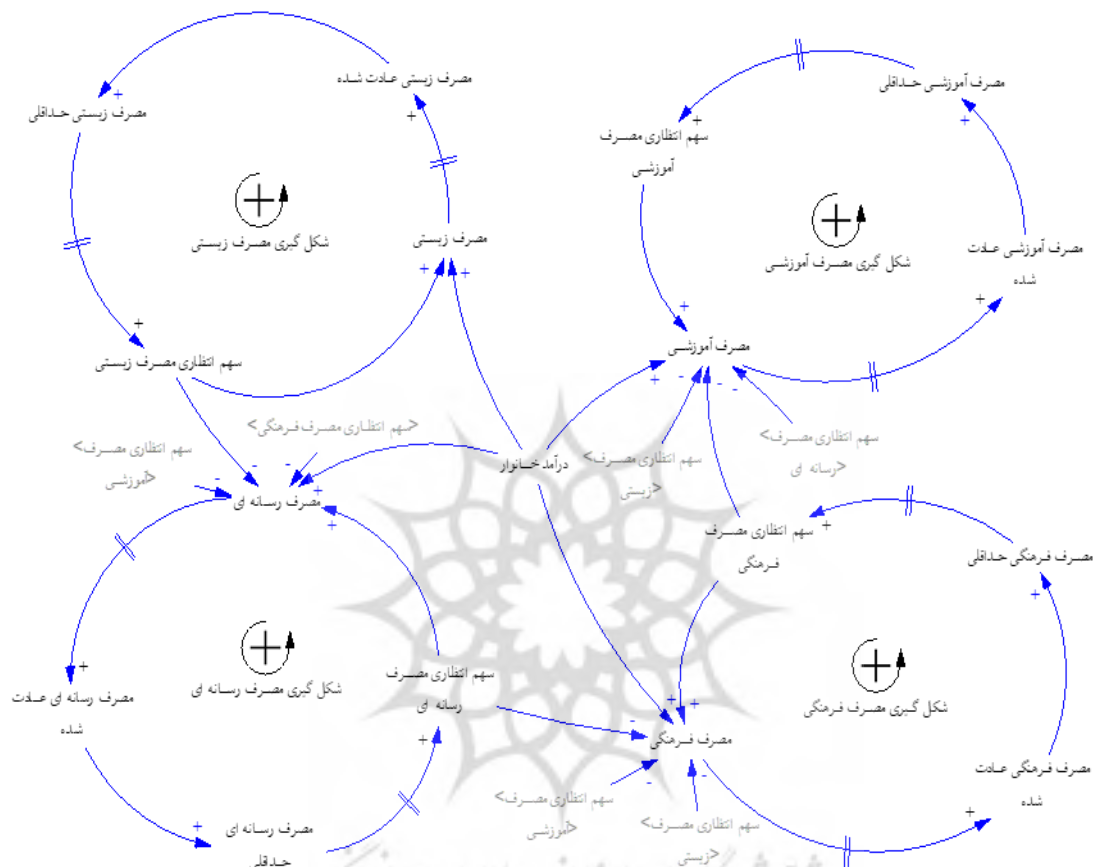 مصرف زیستی عادت شده
مصرف زیستی حداقلی
شکل گیری مصرف زیستی
مصرف زیستی
سهم انتظاری مصرف زیستی
مصرف آموزشی حداقلی
سهم انتظاری مصرف
آموزشی
شکل گیری مصرف آموزشی
مصرف آموزشی عادت
شده
مصرف آموزشی
<سهم انتظاری مصرف فرهنگی>
<سهم انتظاری مصرف
آموزشی>
درآمد خانوار
<سهم انتظاری مصرف
زیستی>
<سهم انتظاری مصرف
رسانه ای>
مصرف رسانه ای
سهم انتظاری مصرف
فرهنگی
مصرف فرهنگی حداقلی
شکل گیری مصرف رسانه ای
سهم انتظاری مصرف
رسانه ای
مصرف رسانه ای عادت
شده
شکل گیری مصرف فرهنگی
مصرف فرهنگی
مصرف فرهنگی عادت
شده
<سهم انتظاری مصرف
آموزشی>
<سهم انتظاری مصرف
زیستی>
مصرف رسانه ای
حداقلی